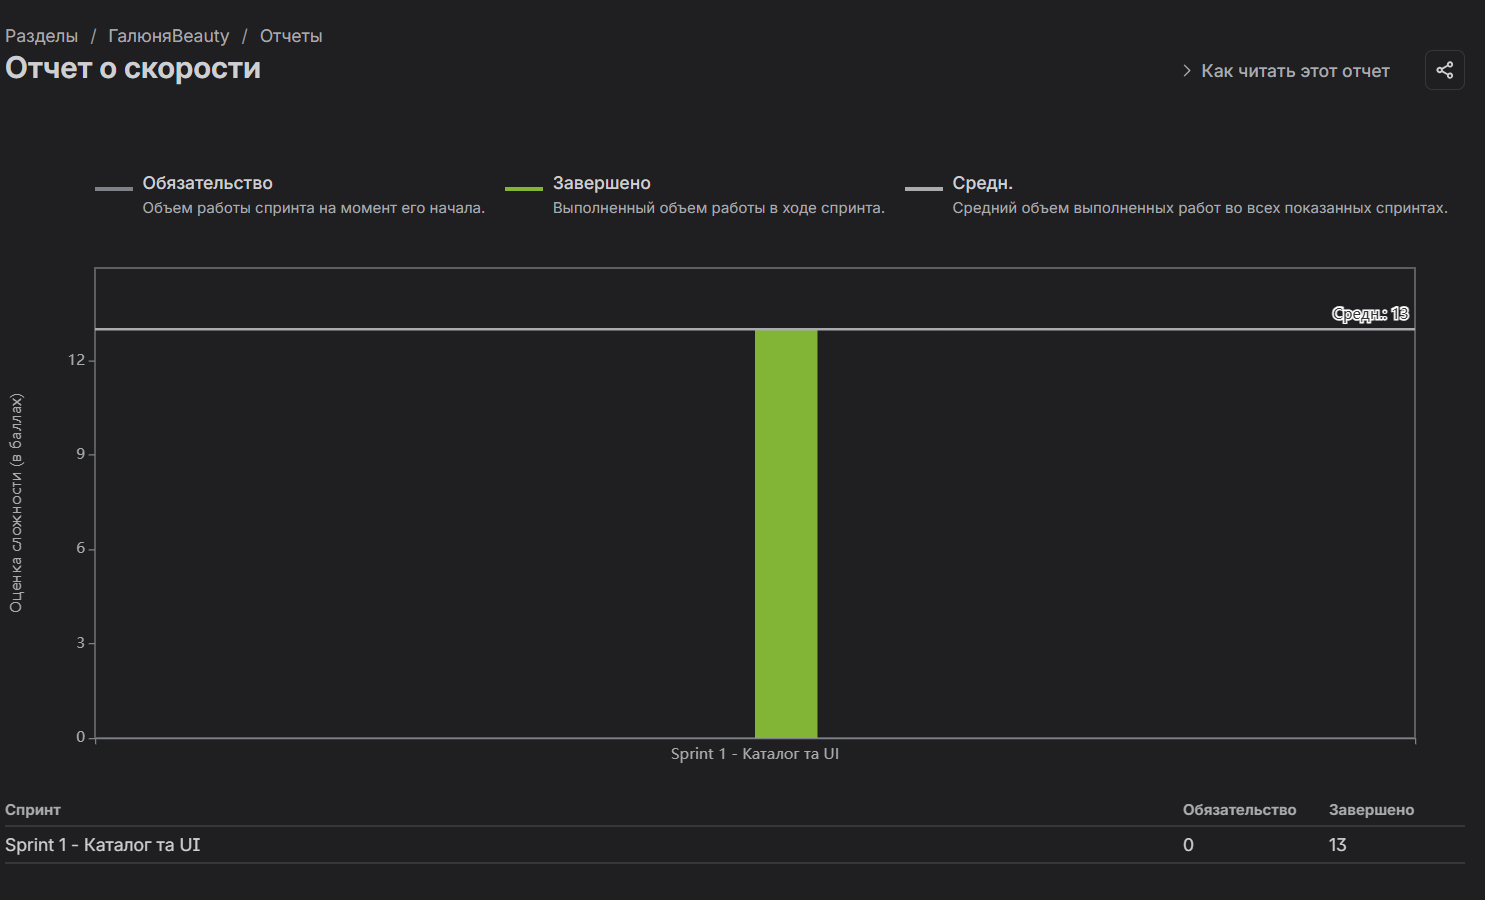 Разделы / ГалюняBeauty / Отчеты
Отчет о скорости
Как читать этот отчет
Обязательство
Объем работы спринта на момент его начала.
Завершено
Выполненный объем работы в ходе спринта.
Средн.
Средний объем выполненных работ во всех показанных спринтах.
Средн.: 13
Оценка сложности (в баллах)
12
9
6
3
0
Sprint 1 - Каталог та UI
Спринт Обязательство Завершено
Sprint 1 - Каталог та UI 0 13